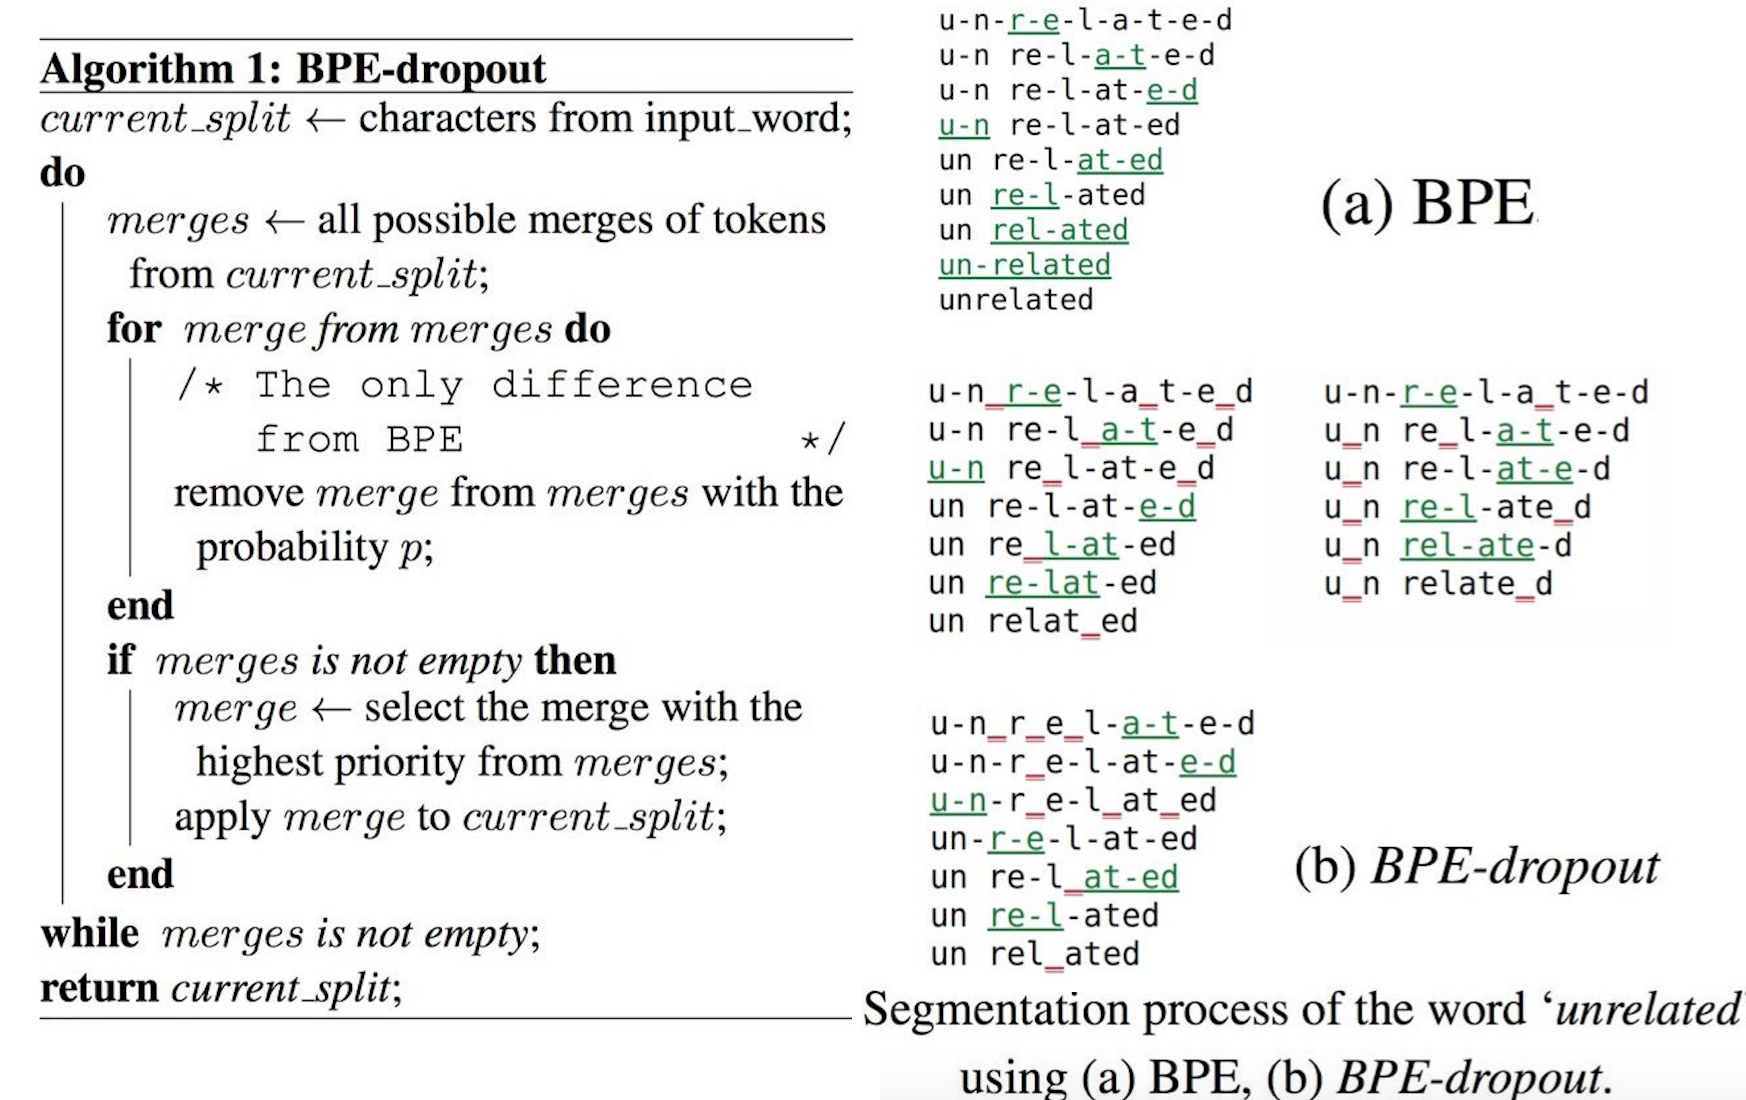 Algorithm 1: BPE-dropout
current_split ← characters from input_word;
do
merges ← all possible merges of tokens
from current_split;
for merge from merges do
/* The only difference
from BPE */
remove merge from merges with the
probability p;
end
if merges is not empty then
merge ← select the merge with the
highest priority from merges;
apply merge to current_split;
end
while merges is not empty;
return current_split;
u-n-r-e-l-a-t-e-d
u-n re-l-a-t-e-d
u-n re-l-at-e-d
u-n re-l-at-ed
un re-l-at-ed
un re-l-ated
un rel-ated
un-related
unrelated
(a) BPE
u-n_r-e-l-a_t-e_d
u-n re-l_a-t-e_d
u-n re_l-at-e_d
un re-l-at-e-d
un re_l-at-ed
un re-lat-ed
un relat_ed
u-n-r-e-l-a_t-e-d
u_n re_l-a-t-e-d
u_n re-l-at-e-d
u_n re-l-ate_d
u_n rel-ate-d
u_n relate_d
u-n_r_e_l-a-t-e-d
u-n-r_e-l-at-e-d
u-n-r_e-l_at_ed
un-r-e-l-at-ed
un re-l_at-ed
un re-l-ated
un rel_ated
(b) BPE-dropout
Segmentation process of the word ‘unrelated’
using (a) BPE, (b) BPE-dropout.